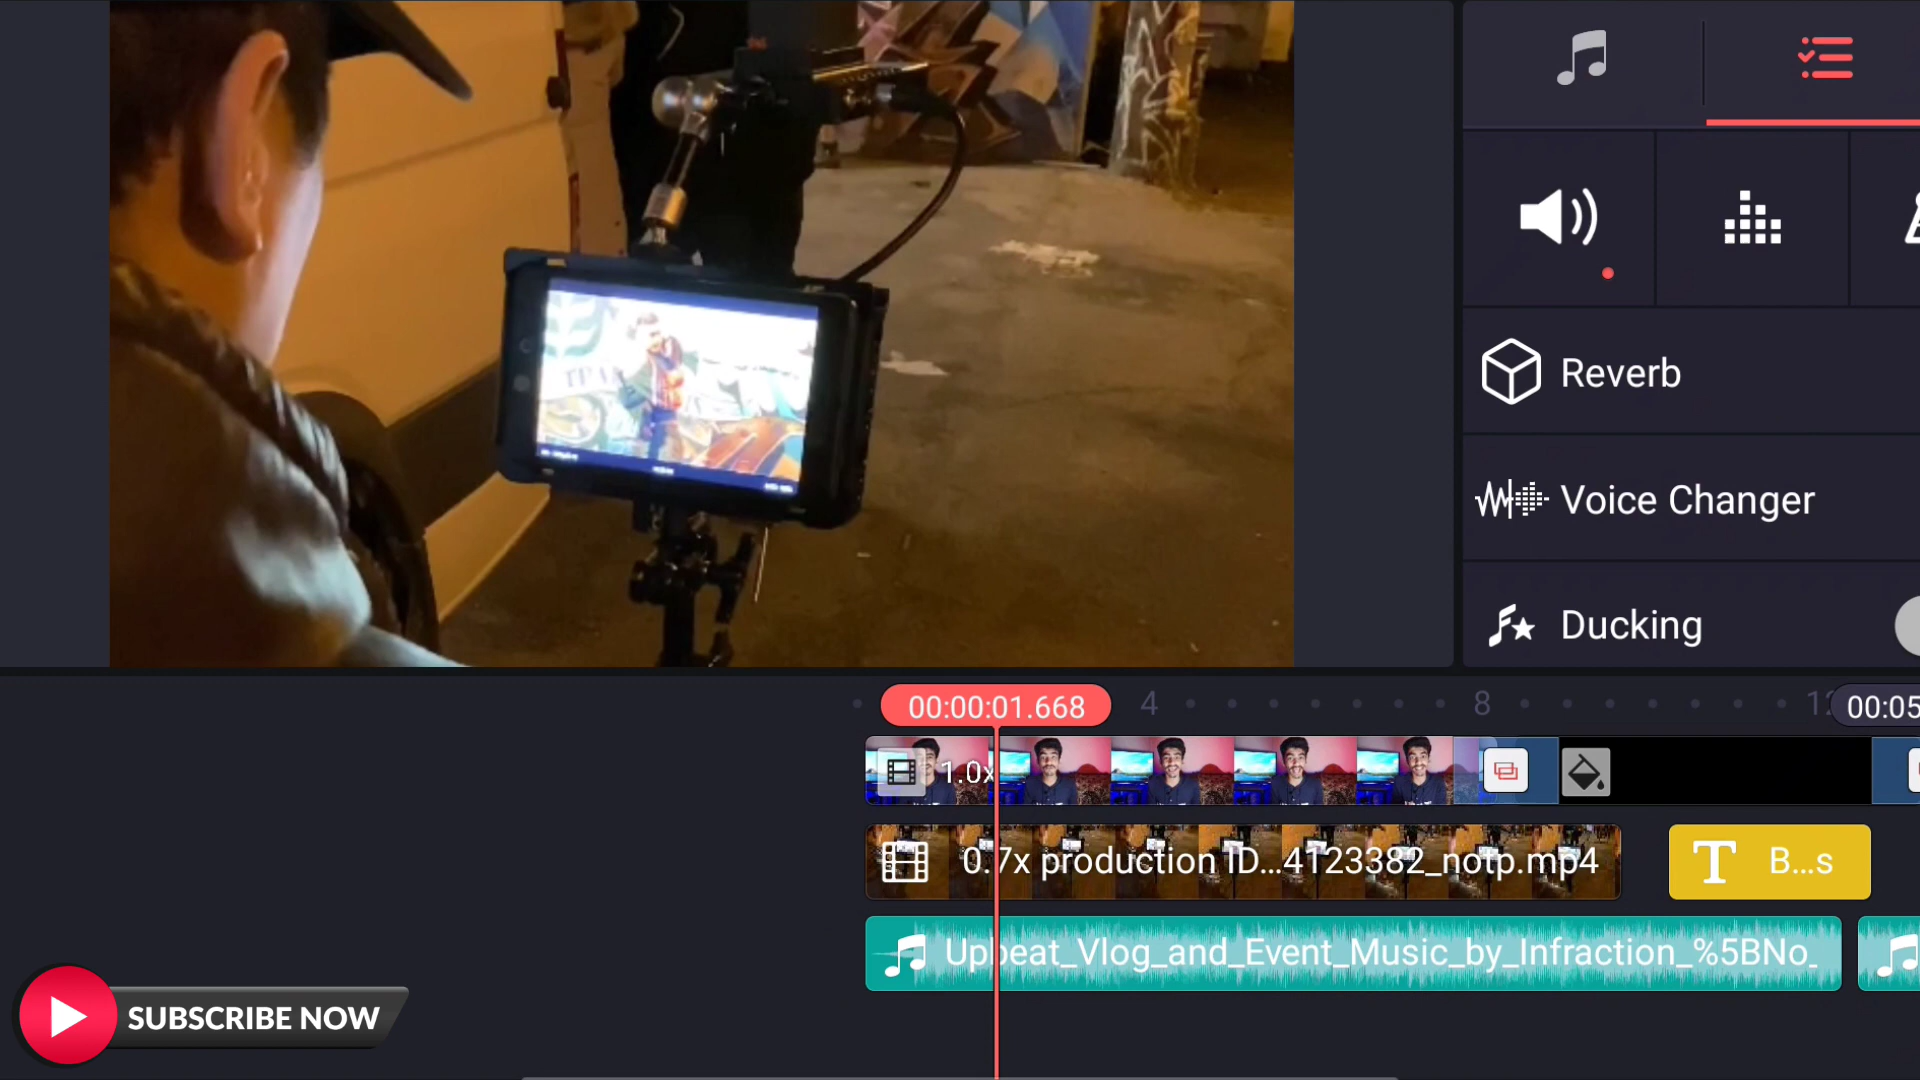 Reverb
Voice Changer
Ducking
00:00:01.668
4
8
00:05
1.0x
0.7x production ID...4123382_notp.mp4
B...s
Upbeat_Vlog_and_Event_Music_by_Infraction_%5BNo_
SUBSCRIBE NOW